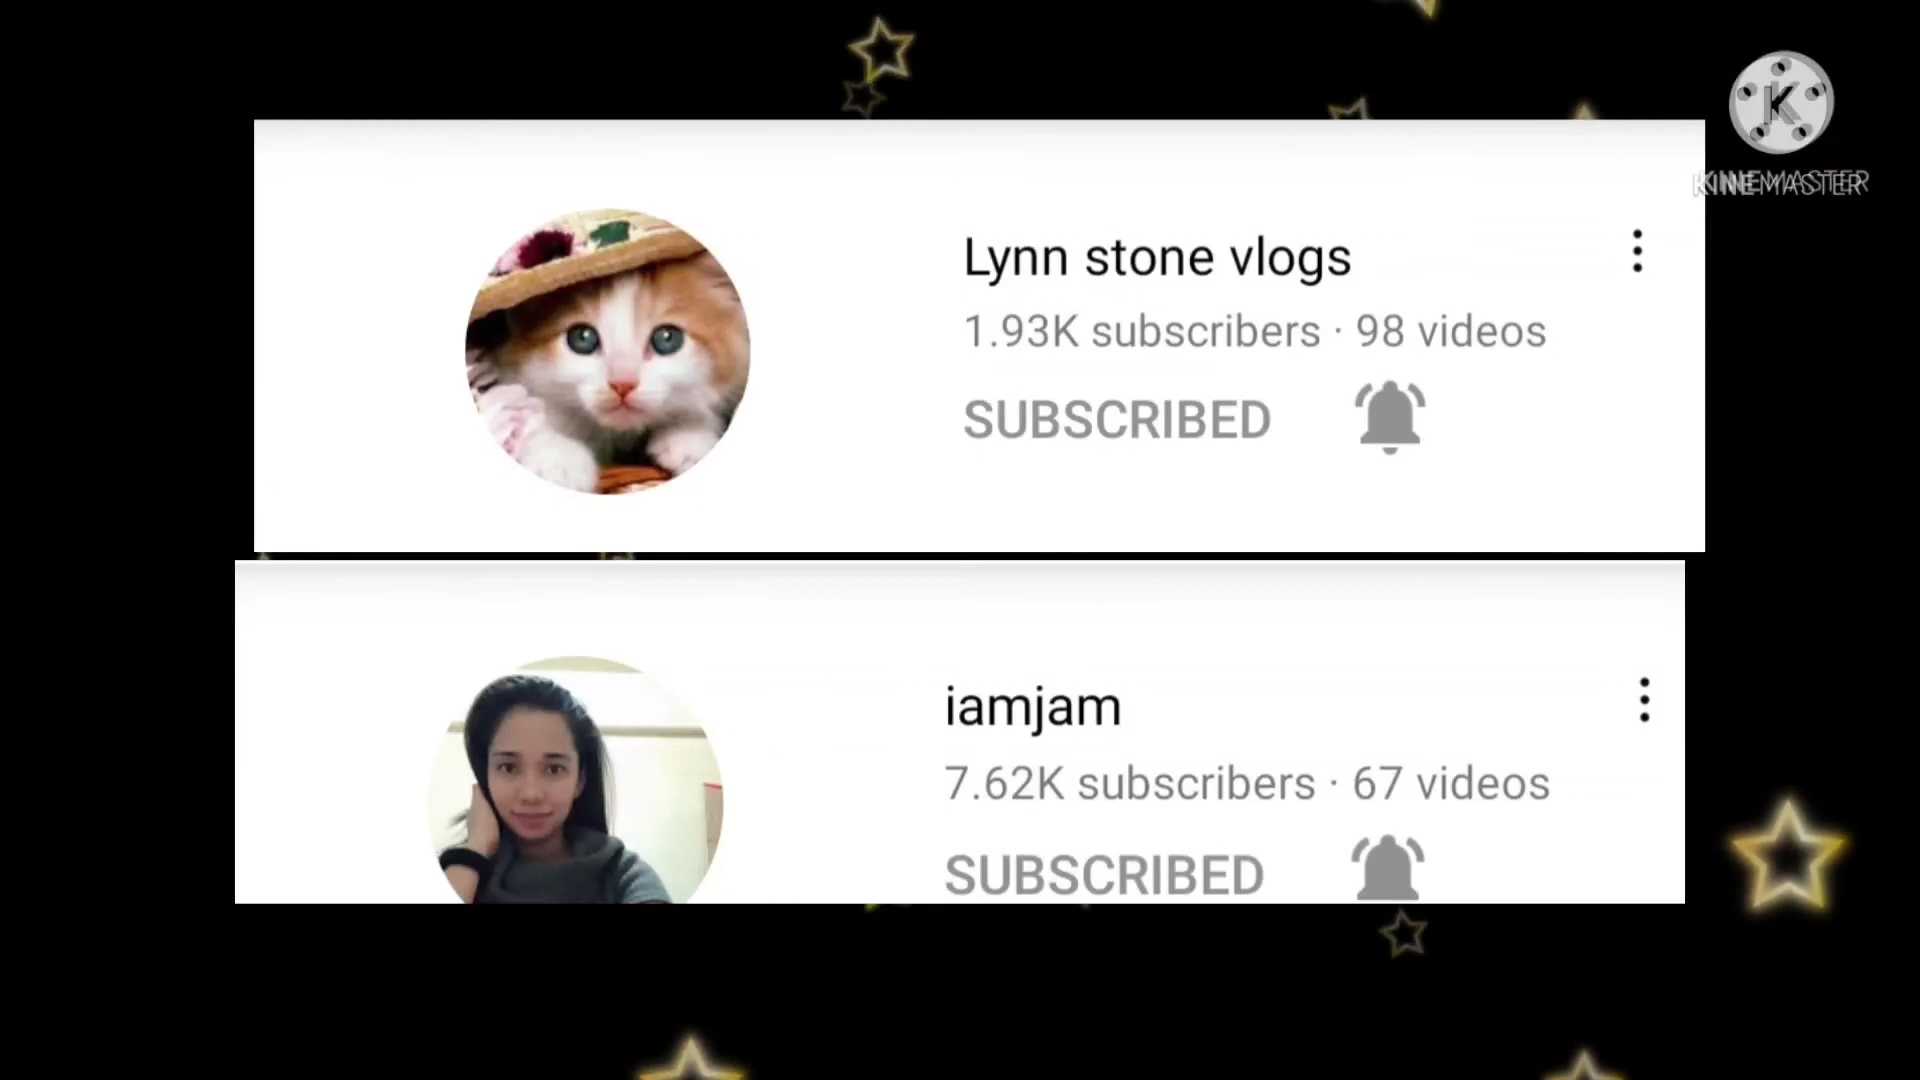 K
KINEMASTER
Lynn stone vlogs
1.93K subscribers · 98 videos
SUBSCRIBED
iamjam
7.62K subscribers · 67 videos
SUBSCRIBED